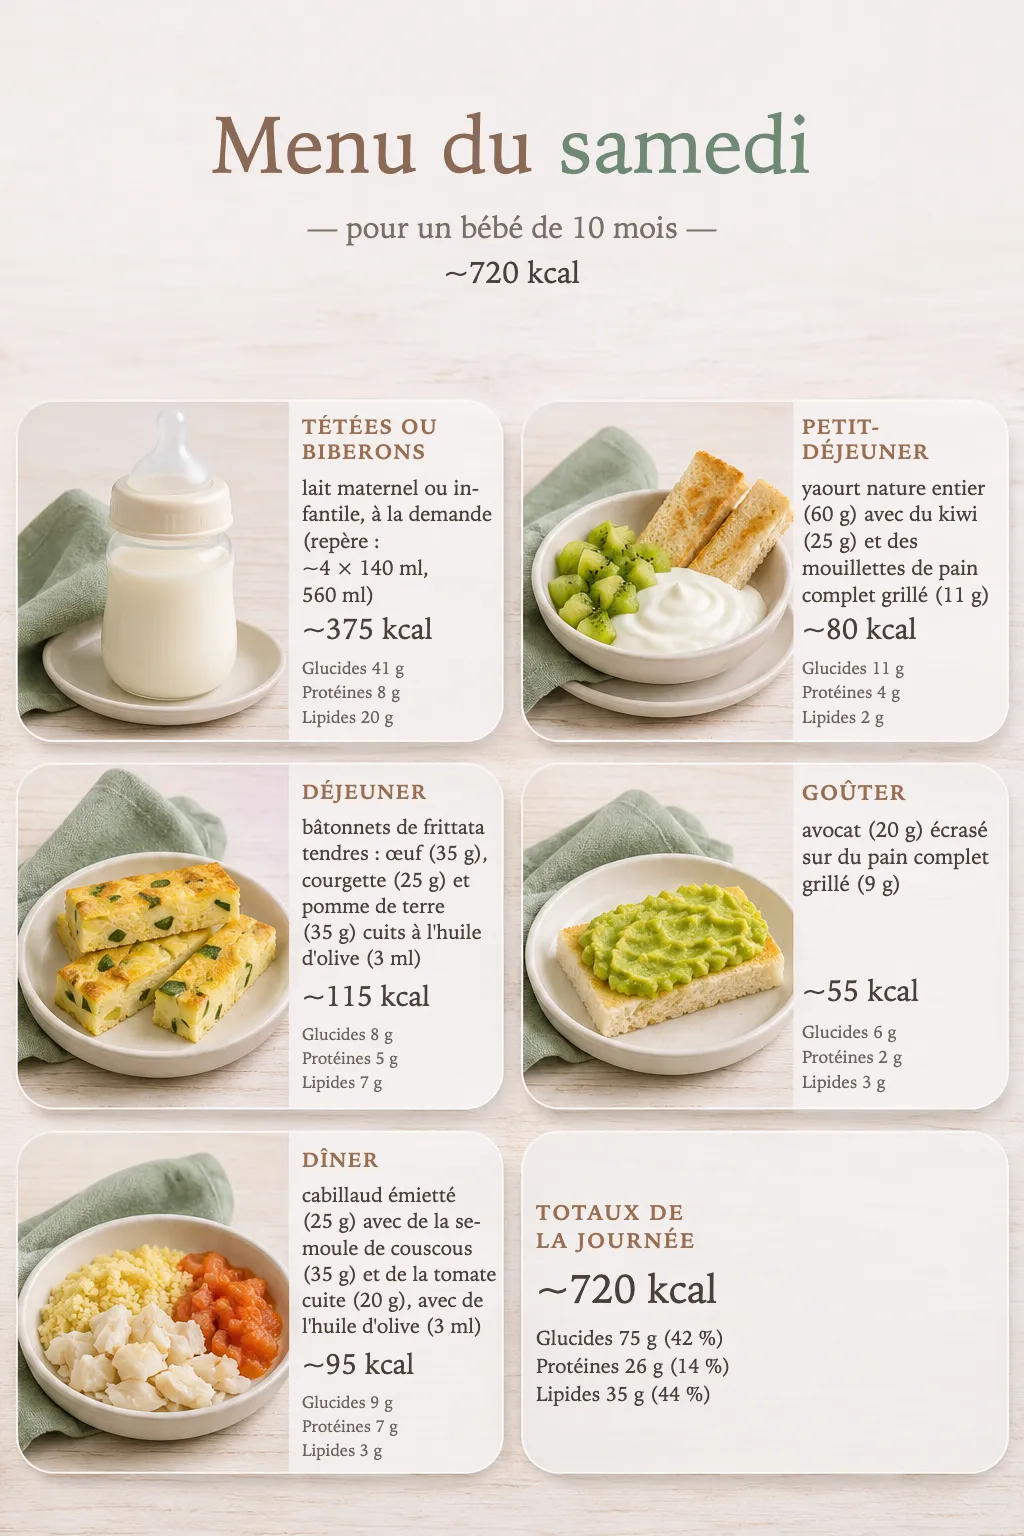 Menu du samedi
— pour un bébé de 10 mois —
~720 kcal
TÉTÉES OU
BIBERONS
lait maternel ou in-
fantile, à la demande
(repère :
~4 × 140 ml,
560 ml)
~375 kcal
Glucides 41 g
Protéines 8 g
Lipides 20 g
PETIT-
DÉJEUNER
yaourt nature entier
(60 g) avec du kiwi
(25 g) et des
mouillettes de pain
complet grillé (11 g)
~80 kcal
Glucides 11 g
Protéines 4 g
Lipides 2 g
DÉJEUNER
bâtonnets de frittata
tendres : œuf (35 g),
courgette (25 g) et
pomme de terre
(35 g) cuits à l'huile
d'olive (3 ml)
~115 kcal
Glucides 8 g
Protéines 5 g
Lipides 7 g
GOÛTER
avocat (20 g) écrasé
sur du pain complet
grillé (9 g)
~55 kcal
Glucides 6 g
Protéines 2 g
Lipides 3 g
DÎNER
cabillaud émietté
(25 g) avec de la se-
moule de couscous
(35 g) et de la tomate
cuite (20 g), avec de
l'huile d'olive (3 ml)
~95 kcal
Glucides 9 g
Protéines 7 g
Lipides 3 g
TOTAUX DE
LA JOURNÉE
~720 kcal
Glucides 75 g (42 %)
Protéines 26 g (14 %)
Lipides 35 g (44 %)